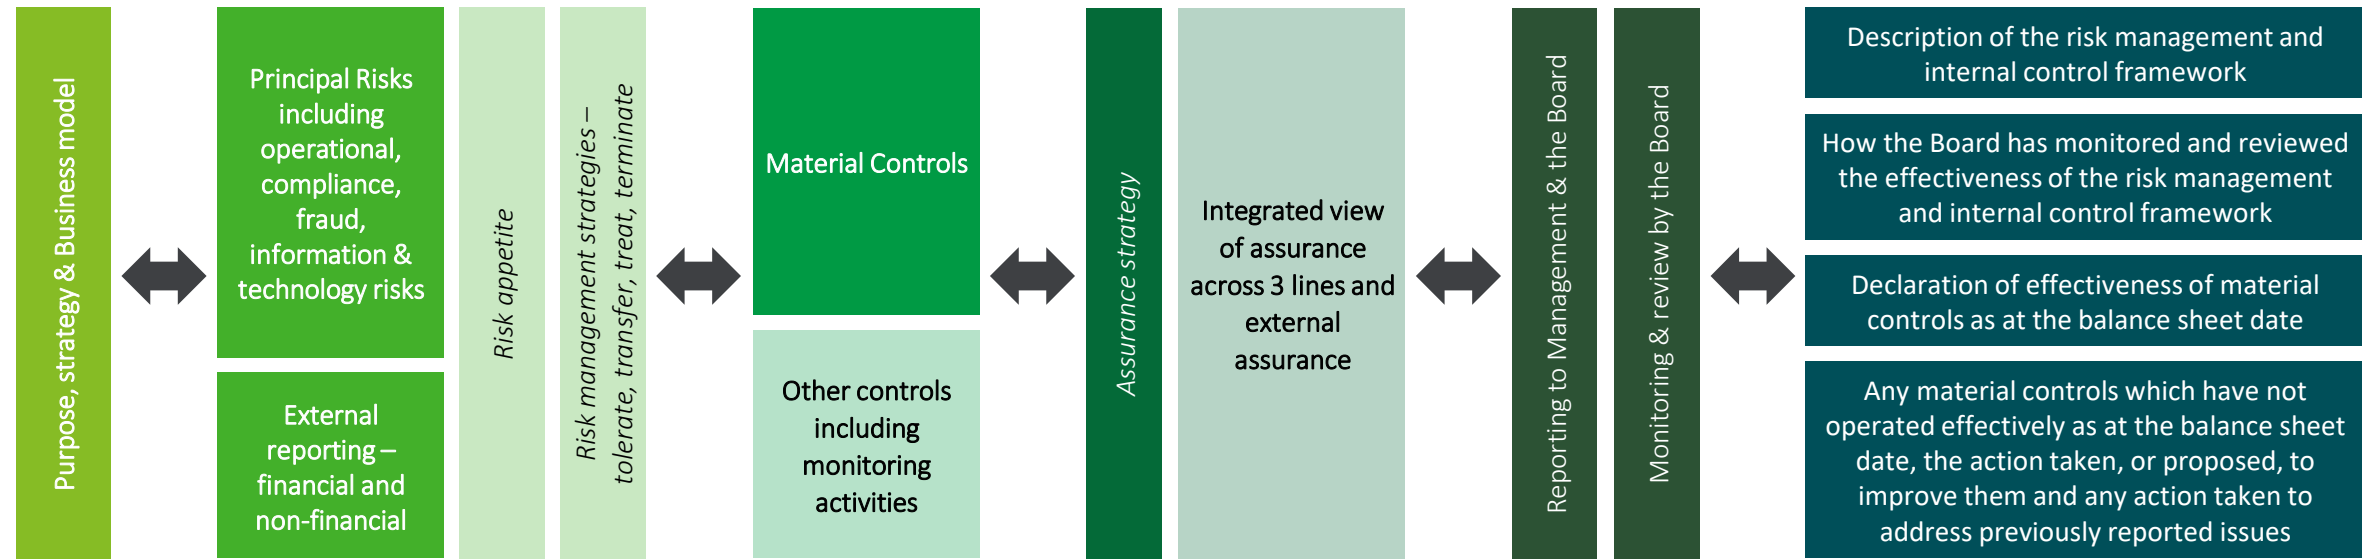 Purpose, strategy & Business model
Principal Risks
including
operational,
compliance,
fraud,
information &
technology risks
External
reporting –
financial and
non-financial
Risk appetite
Risk management strategies –
tolerate, transfer, treat, terminate
Material Controls
Other controls
including
monitoring
activities
Assurance strategy
Integrated view
of assurance
across 3 lines and
external
assurance
Reporting to Management & the Board
Monitoring & review by the Board
Description of the risk management and
internal control framework
How the Board has monitored and reviewed
the effectiveness of the risk management
and internal control framework
Declaration of effectiveness of material
controls as at the balance sheet date
Any material controls which have not
operated effectively as at the balance sheet
date, the action taken, or proposed, to
improve them and any action taken to
address previously reported issues